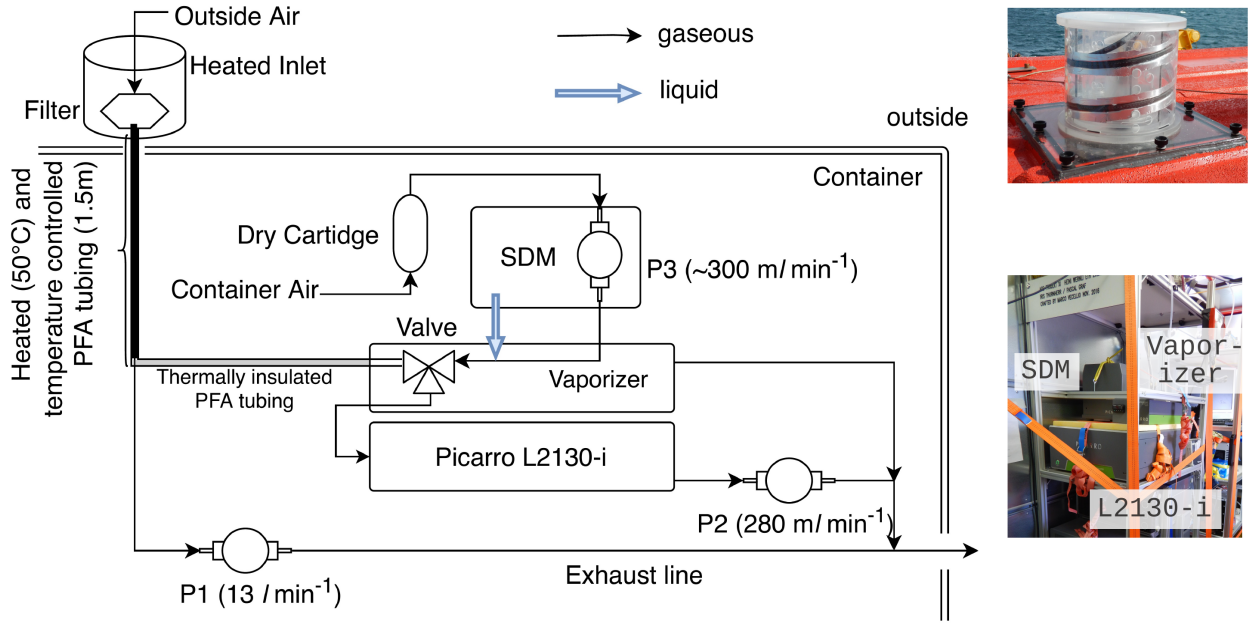 Outside Air
Heated Inlet
Filter
gaseous
liquid
outside
Container
Heated (50°C) and
temperature controlled
PFA tubing (1.5m)
Dry Cartidge
SDM
P3 (~300 m/min⁻¹)
Container Air
Valve
Vaporizer
Thermally insulated
PFA tubing
Picarro L2130-i
P2 (280 m/min⁻¹)
P1 (13 l min⁻¹)
Exhaust line
SDM
Vapor-
izer
L2130-i